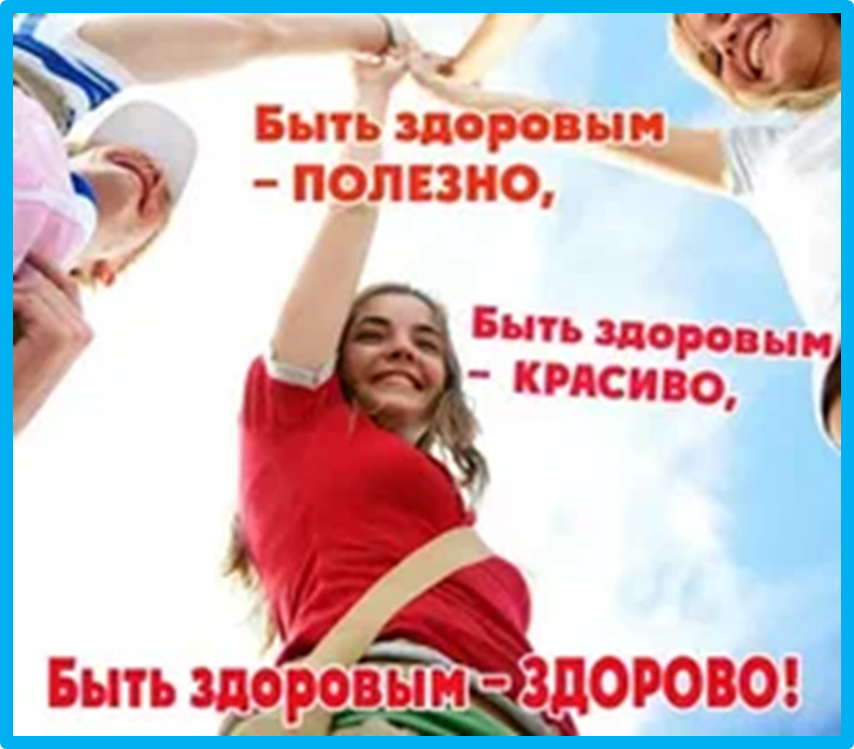 Быть здоровым
– ПОЛЕЗНО,
Быть здоровым
– КРАСИВО,
Быть здоровым – ЗДОРОВО!